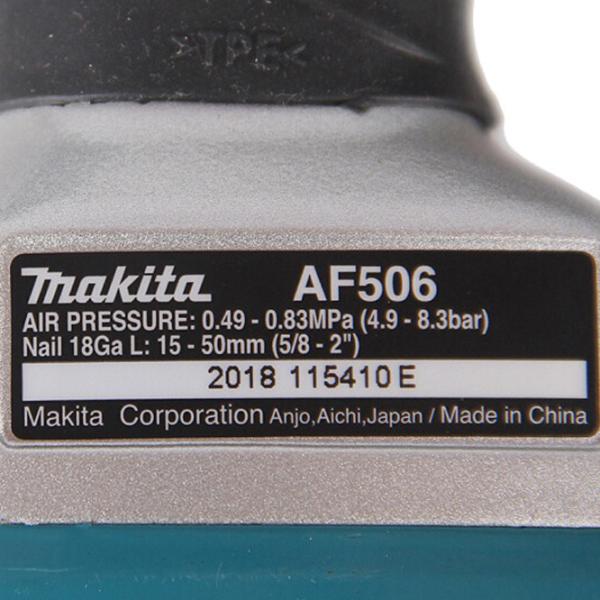 >TPE<
makita AF506
AIR PRESSURE: 0.49 - 0.83MPa (4.9 - 8.3bar)
Nail 18Ga L: 15 - 50mm (5/8 - 2")
2018 115410 E
Makita Corporation Anjo,Aichi,Japan / Made in China